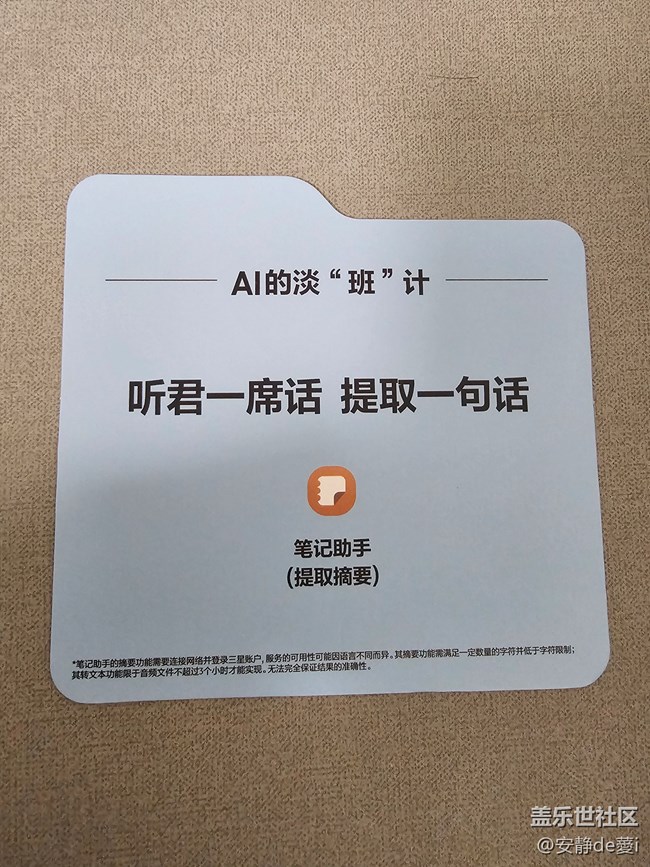 AI的淡“班”计
听君一席话 提取一句话
笔记助手
(提取摘要)
*笔记助手的摘要功能需要连接网络并登录三星账户, 服务的可用性可能因语言不同而异。其摘要功能需满足一定数量的字符并低于字符限制;
其转文本功能限于音频文件不超过3个小时才能实现。无法完全保证结果的准确性。
盖乐世社区
@安静de薆i